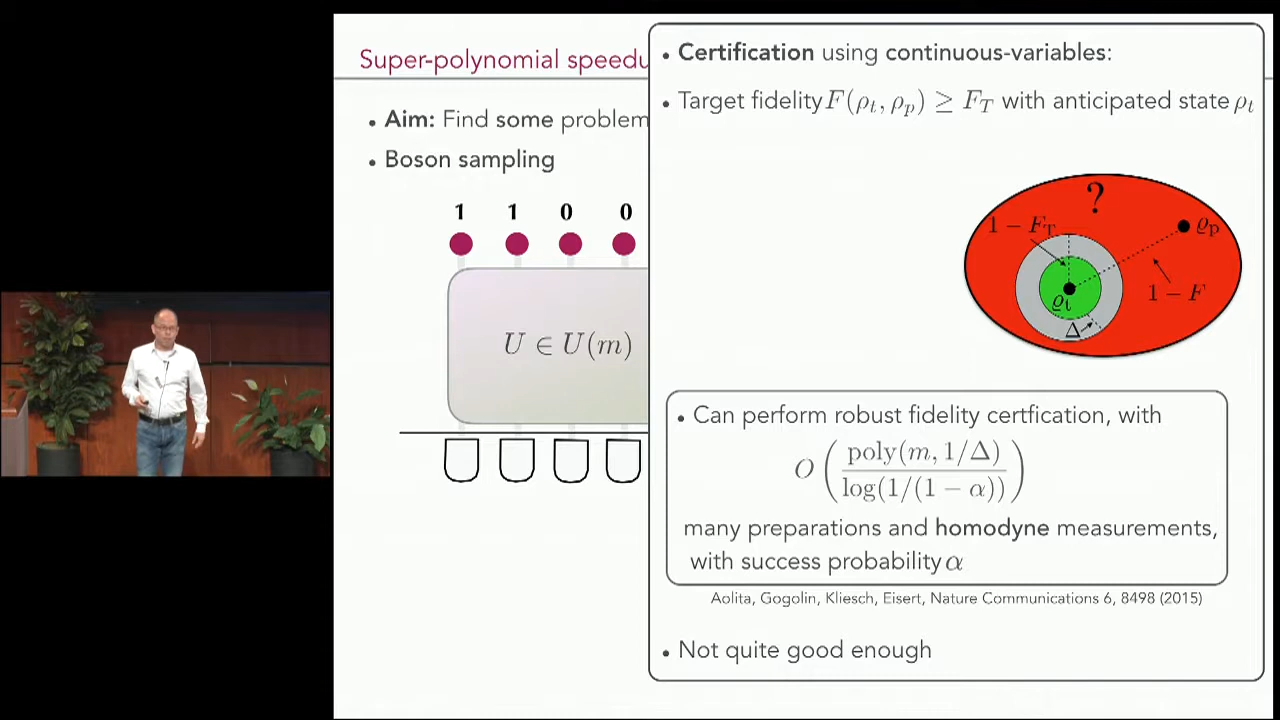 Super-polynomial speedu
• Aim: Find some problem
• Boson sampling
1 1 0 0
U ∈ U(m)
• Certification using continuous-variables:
• Target fidelity F(ρt, ρp) ≥ FT with anticipated state ρt
?
1 − FT
ϱp
ϱt
1 − F
Δ
• Can perform robust fidelity certfication, with
O ( poly(m, 1/Δ) / log(1/(1 − α)) )
many preparations and homodyne measurements,
with success probability α
Aolita, Gogolin, Kliesch, Eisert, Nature Communications 6, 8498 (2015)
• Not quite good enough